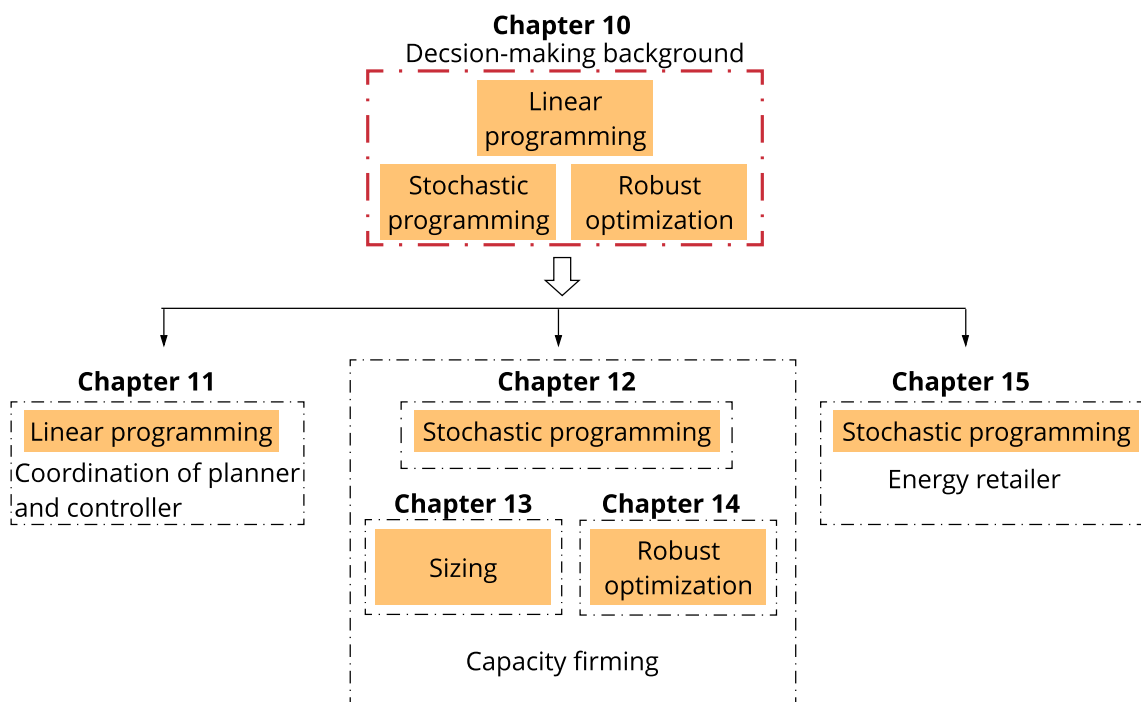 Chapter 10
Decsion-making background
Linear
programming
Stochastic
programming
Robust
optimization
Chapter 11
Linear programming
Coordination of planner
and controller
Chapter 12
Stochastic programming
Chapter 13
Sizing
Chapter 14
Robust
optimization
Capacity firming
Chapter 15
Stochastic programming
Energy retailer